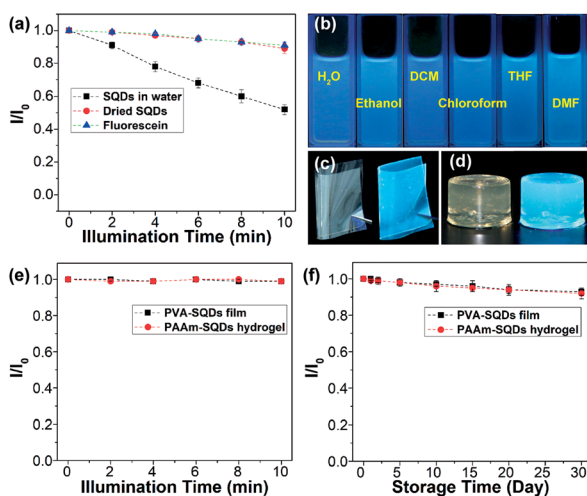 (a)
I/I0
1.0
0.8
0.6
0.4
0.2
0.0
SQDs in water
Dried SQDs
Fluorescein
0 2 4 6 8 10
Illumination Time (min)
(b)
H2O
DCM
THF
Ethanol
Chloroform
DMF
(c)
(d)
(e)
I/I0
1.0
0.8
0.6
0.4
0.2
0.0
PVA-SQDs film
PAAm-SQDs hydrogel
0 2 4 6 8 10
Illumination Time (min)
(f)
I/I0
1.0
0.8
0.6
0.4
0.2
0.0
PVA-SQDs film
PAAm-SQDs hydrogel
0 5 10 15 20 25 30
Storage Time (Day)